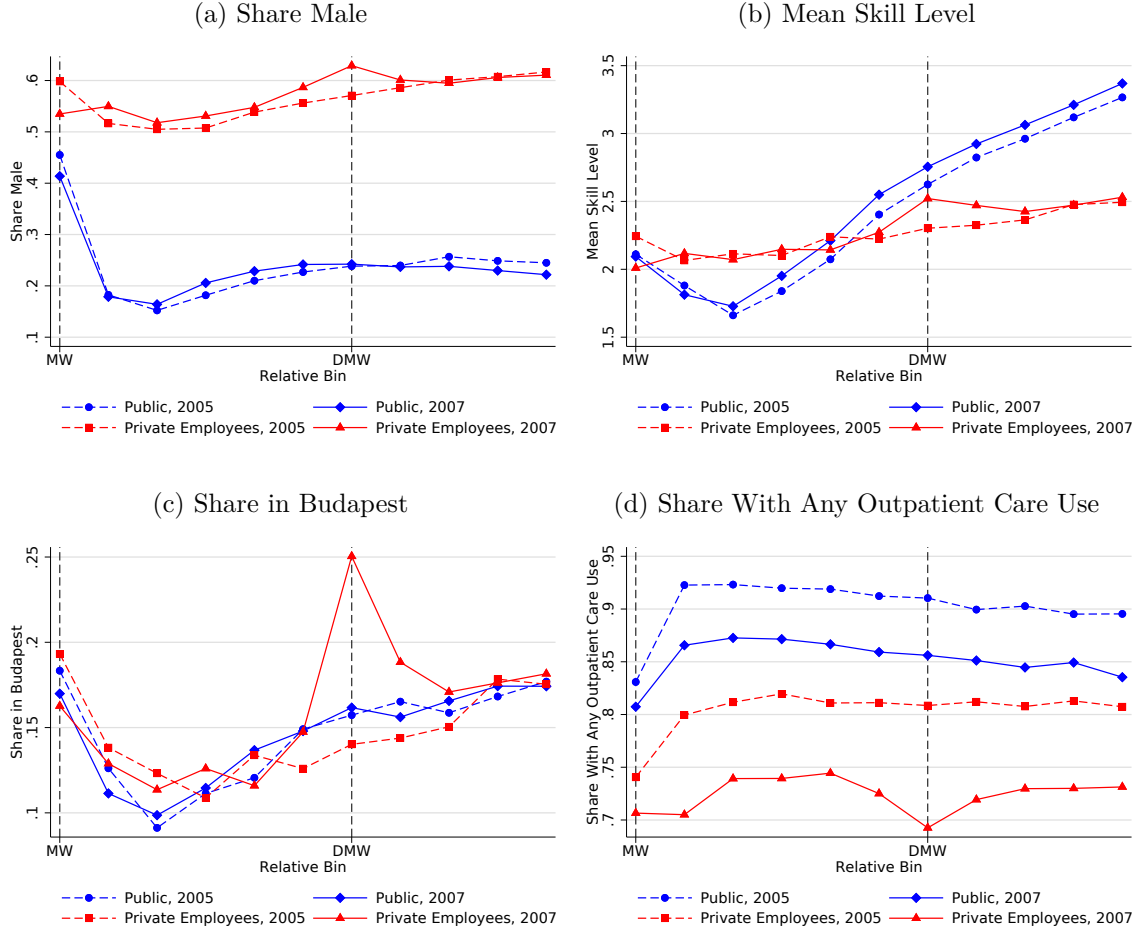 (a) Share Male
Share Male
.6
.5
.4
.3
.2
.1
MW
DMW
Relative Bin
Public, 2005
Public, 2007
Private Employees, 2005
Private Employees, 2007
(b) Mean Skill Level
Mean Skill Level
3.5
3
2.5
2
1.5
MW
DMW
Relative Bin
Public, 2005
Public, 2007
Private Employees, 2005
Private Employees, 2007
(c) Share in Budapest
Share in Budapest
.25
.2
.15
.1
MW
DMW
Relative Bin
Public, 2005
Public, 2007
Private Employees, 2005
Private Employees, 2007
(d) Share With Any Outpatient Care Use
Share With Any Outpatient Care Use
.95
.9
.85
.8
.75
.7
MW
DMW
Relative Bin
Public, 2005
Public, 2007
Private Employees, 2005
Private Employees, 2007